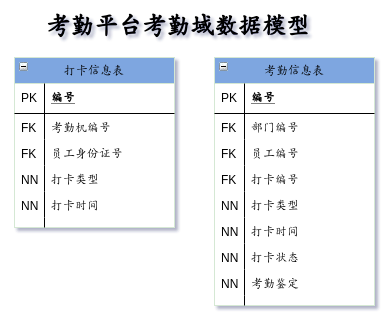 考勤平台考勤域数据模型
打卡信息表
PK 编号
FK 考勤机编号
FK 员工身份证号
NN 打卡类型
NN 打卡时间
考勤信息表
PK 编号
FK 部门编号
FK 员工编号
FK 打卡编号
NN 打卡类型
NN 打卡时间
NN 打卡状态
NN 考勤鉴定